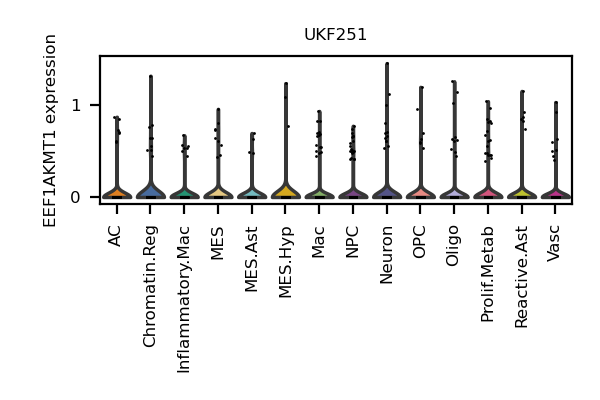 UKF251
EEF1AKMT1 expression
1
0
AC
Chromatin.Reg
Inflammatory.Mac
MES
MES.Ast
MES.Hyp
Mac
NPC
Neuron
OPC
Oligo
Prolif.Metab
Reactive.Ast
Vasc